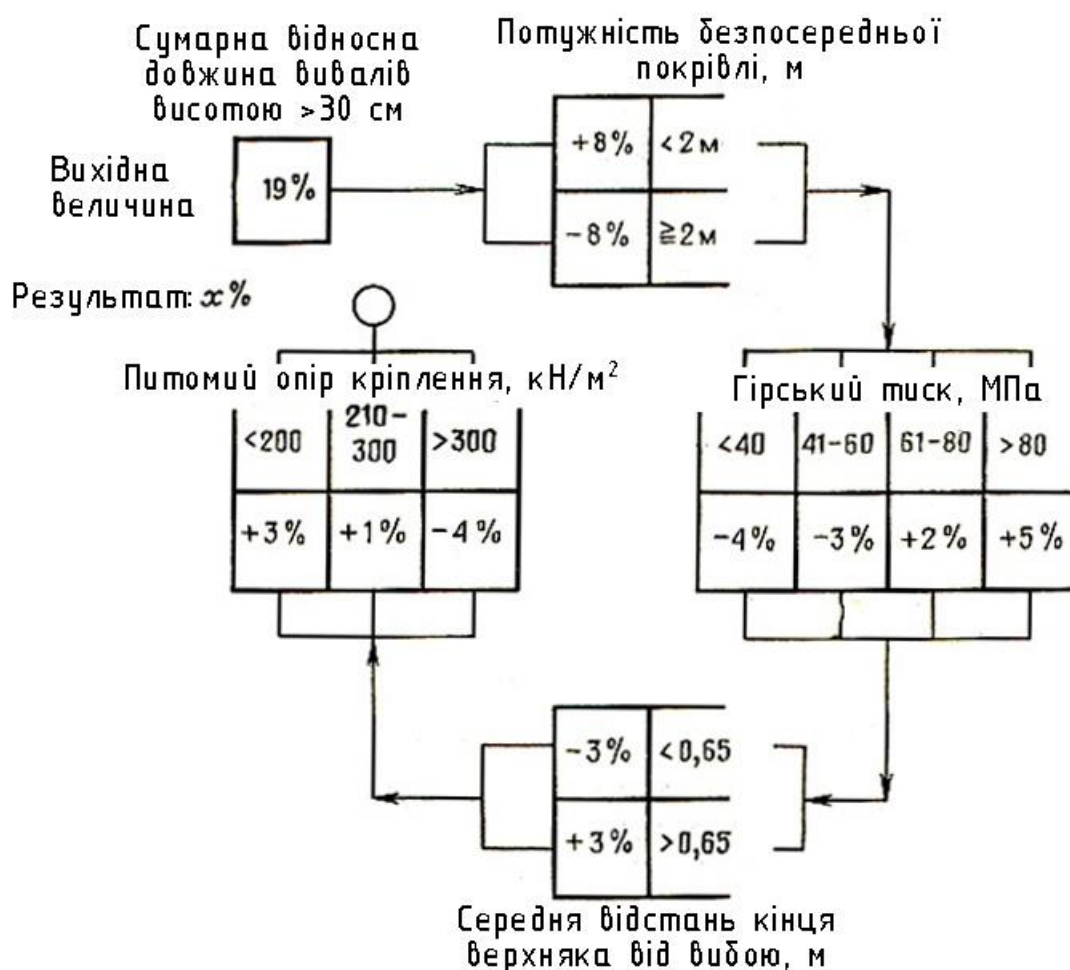 Сумарна відносна
довжина вивалів
висотою >30 см
Потужність безпосередньої
покрівлі, м
Вихідна
величина
19%
+8% <2м
-8% ≧2м
Результат: x%
Питомий опір кріплення, кН/м²
<200 210-300 >300
+3% +1% -4%
Гірський тиск, МПа
<40 41-60 61-80 >80
-4% -3% +2% +5%
-3% <0,65
+3% >0,65
Середня відстань кінця
верхняка від вибою, м